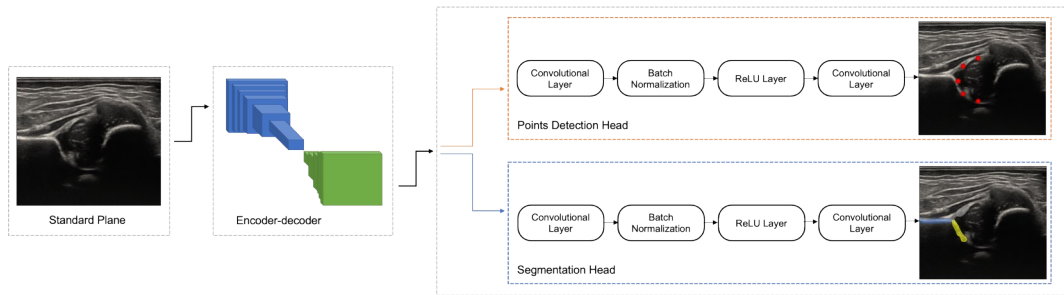 Standard Plane
Encoder-decoder
Convolutional
Layer
Batch
Normalization
ReLU Layer
Convolutional
Layer
Points Detection Head
Convolutional
Layer
Batch
Normalization
ReLU Layer
Convolutional
Layer
Segmentation Head